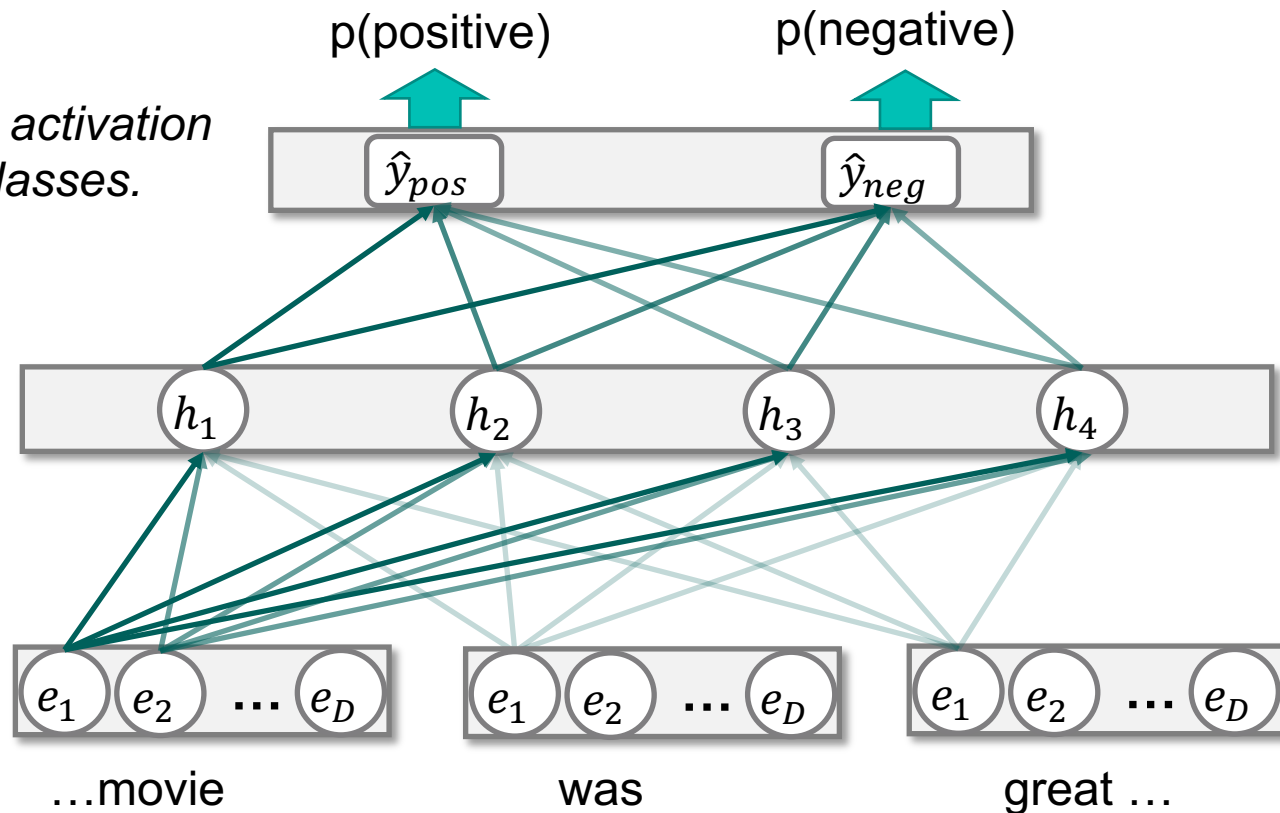 p(positive) p(negative)
activation
lasses.
ŷ_pos ŷ_neg
h_1 h_2 h_3 h_4
e_1 e_2 … e_D e_1 e_2 … e_D e_1 e_2 … e_D
…movie was great …